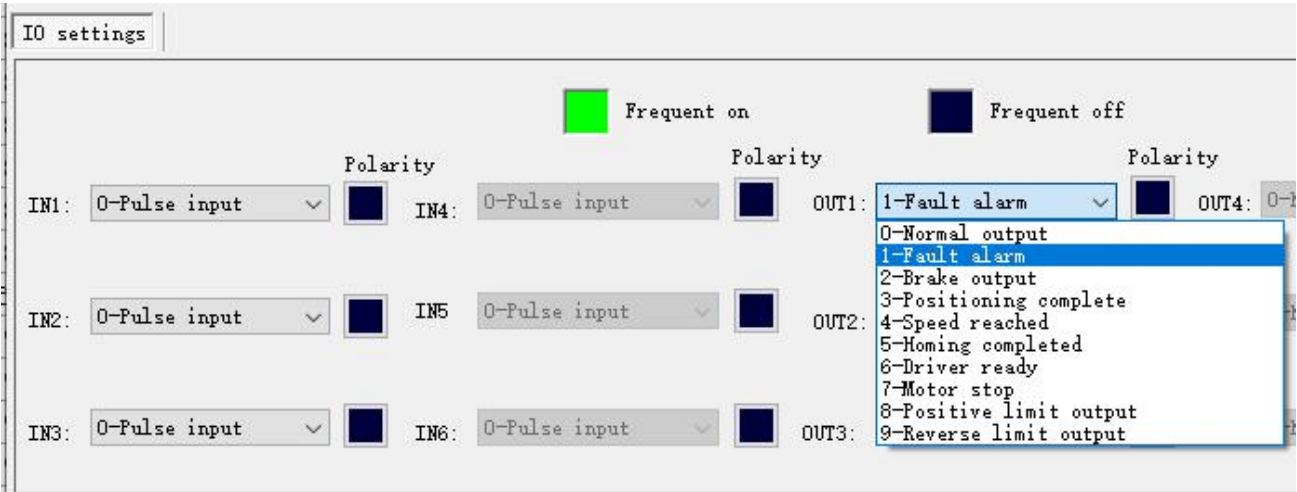 IO settings
Frequent on
Frequent off
Polarity
Polarity
Polarity
IN1: 0-Pulse input
IN4: 0-Pulse input
OUT1: 1-Fault alarm
OUT4:
0-Normal output
1-Fault alarm
2-Brake output
3-Positioning complete
4-Speed reached
5-Homing completed
6-Driver ready
7-Motor stop
8-Positive limit output
9-Reverse limit output
IN2: 0-Pulse input
IN5 0-Pulse input
OUT2:
IN3: 0-Pulse input
IN6: 0-Pulse input
OUT3: